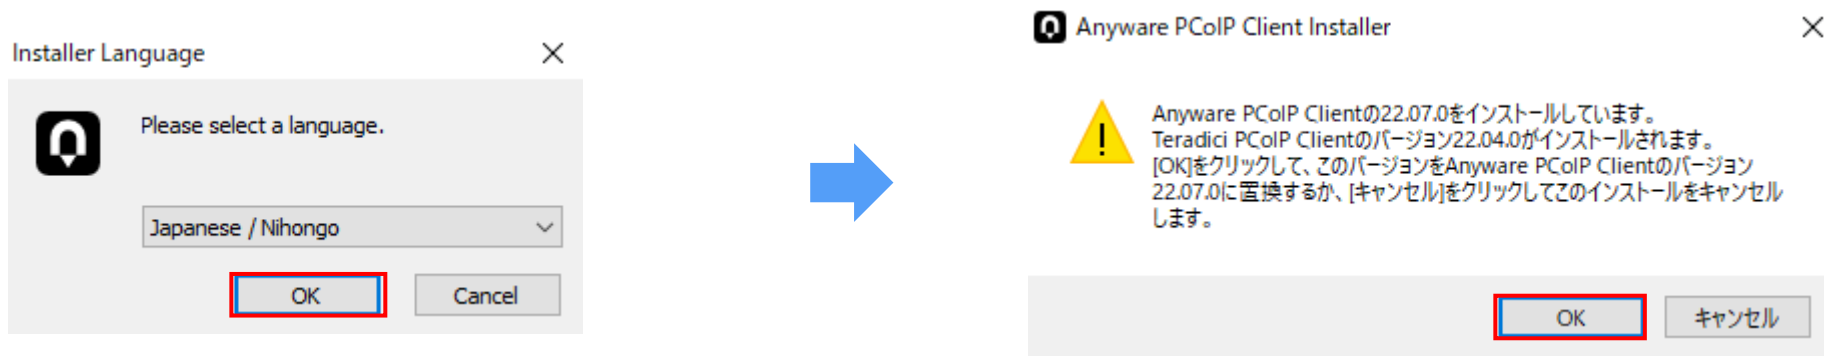 Installer Language
Please select a language.
Japanese / Nihongo
OK
Cancel
Anyware PCoIP Client Installer
Anyware PCoIP Clientの22.07.0をインストールしています。
Teradici PCoIP Clientのバージョン22.04.0がインストールされます。
[OK]をクリックして、このバージョンをAnyware PCoIP Clientのバージョン
22.07.0に置換するか、[キャンセル]をクリックしてこのインストールをキャンセル
します。
OK
キャンセル